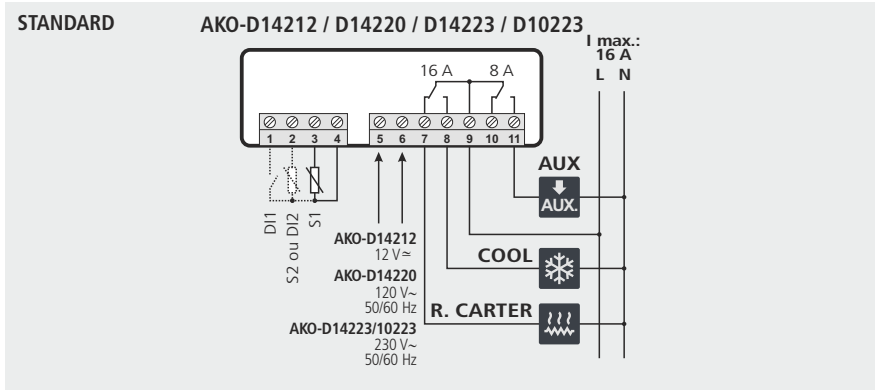 STANDARD
AKO-D14212 / D14220 / D14223 / D10223
I max.:
16 A
L N
16 A 8 A
1 2 3 4 5 6 7 8 9 10 11
DI1
S2 ou DI2
S1
AUX
AUX.
AKO-D14212
12 V≂
COOL
AKO-D14220
120 V~
50/60 Hz
R. CARTER
AKO-D14223/10223
230 V~
50/60 Hz